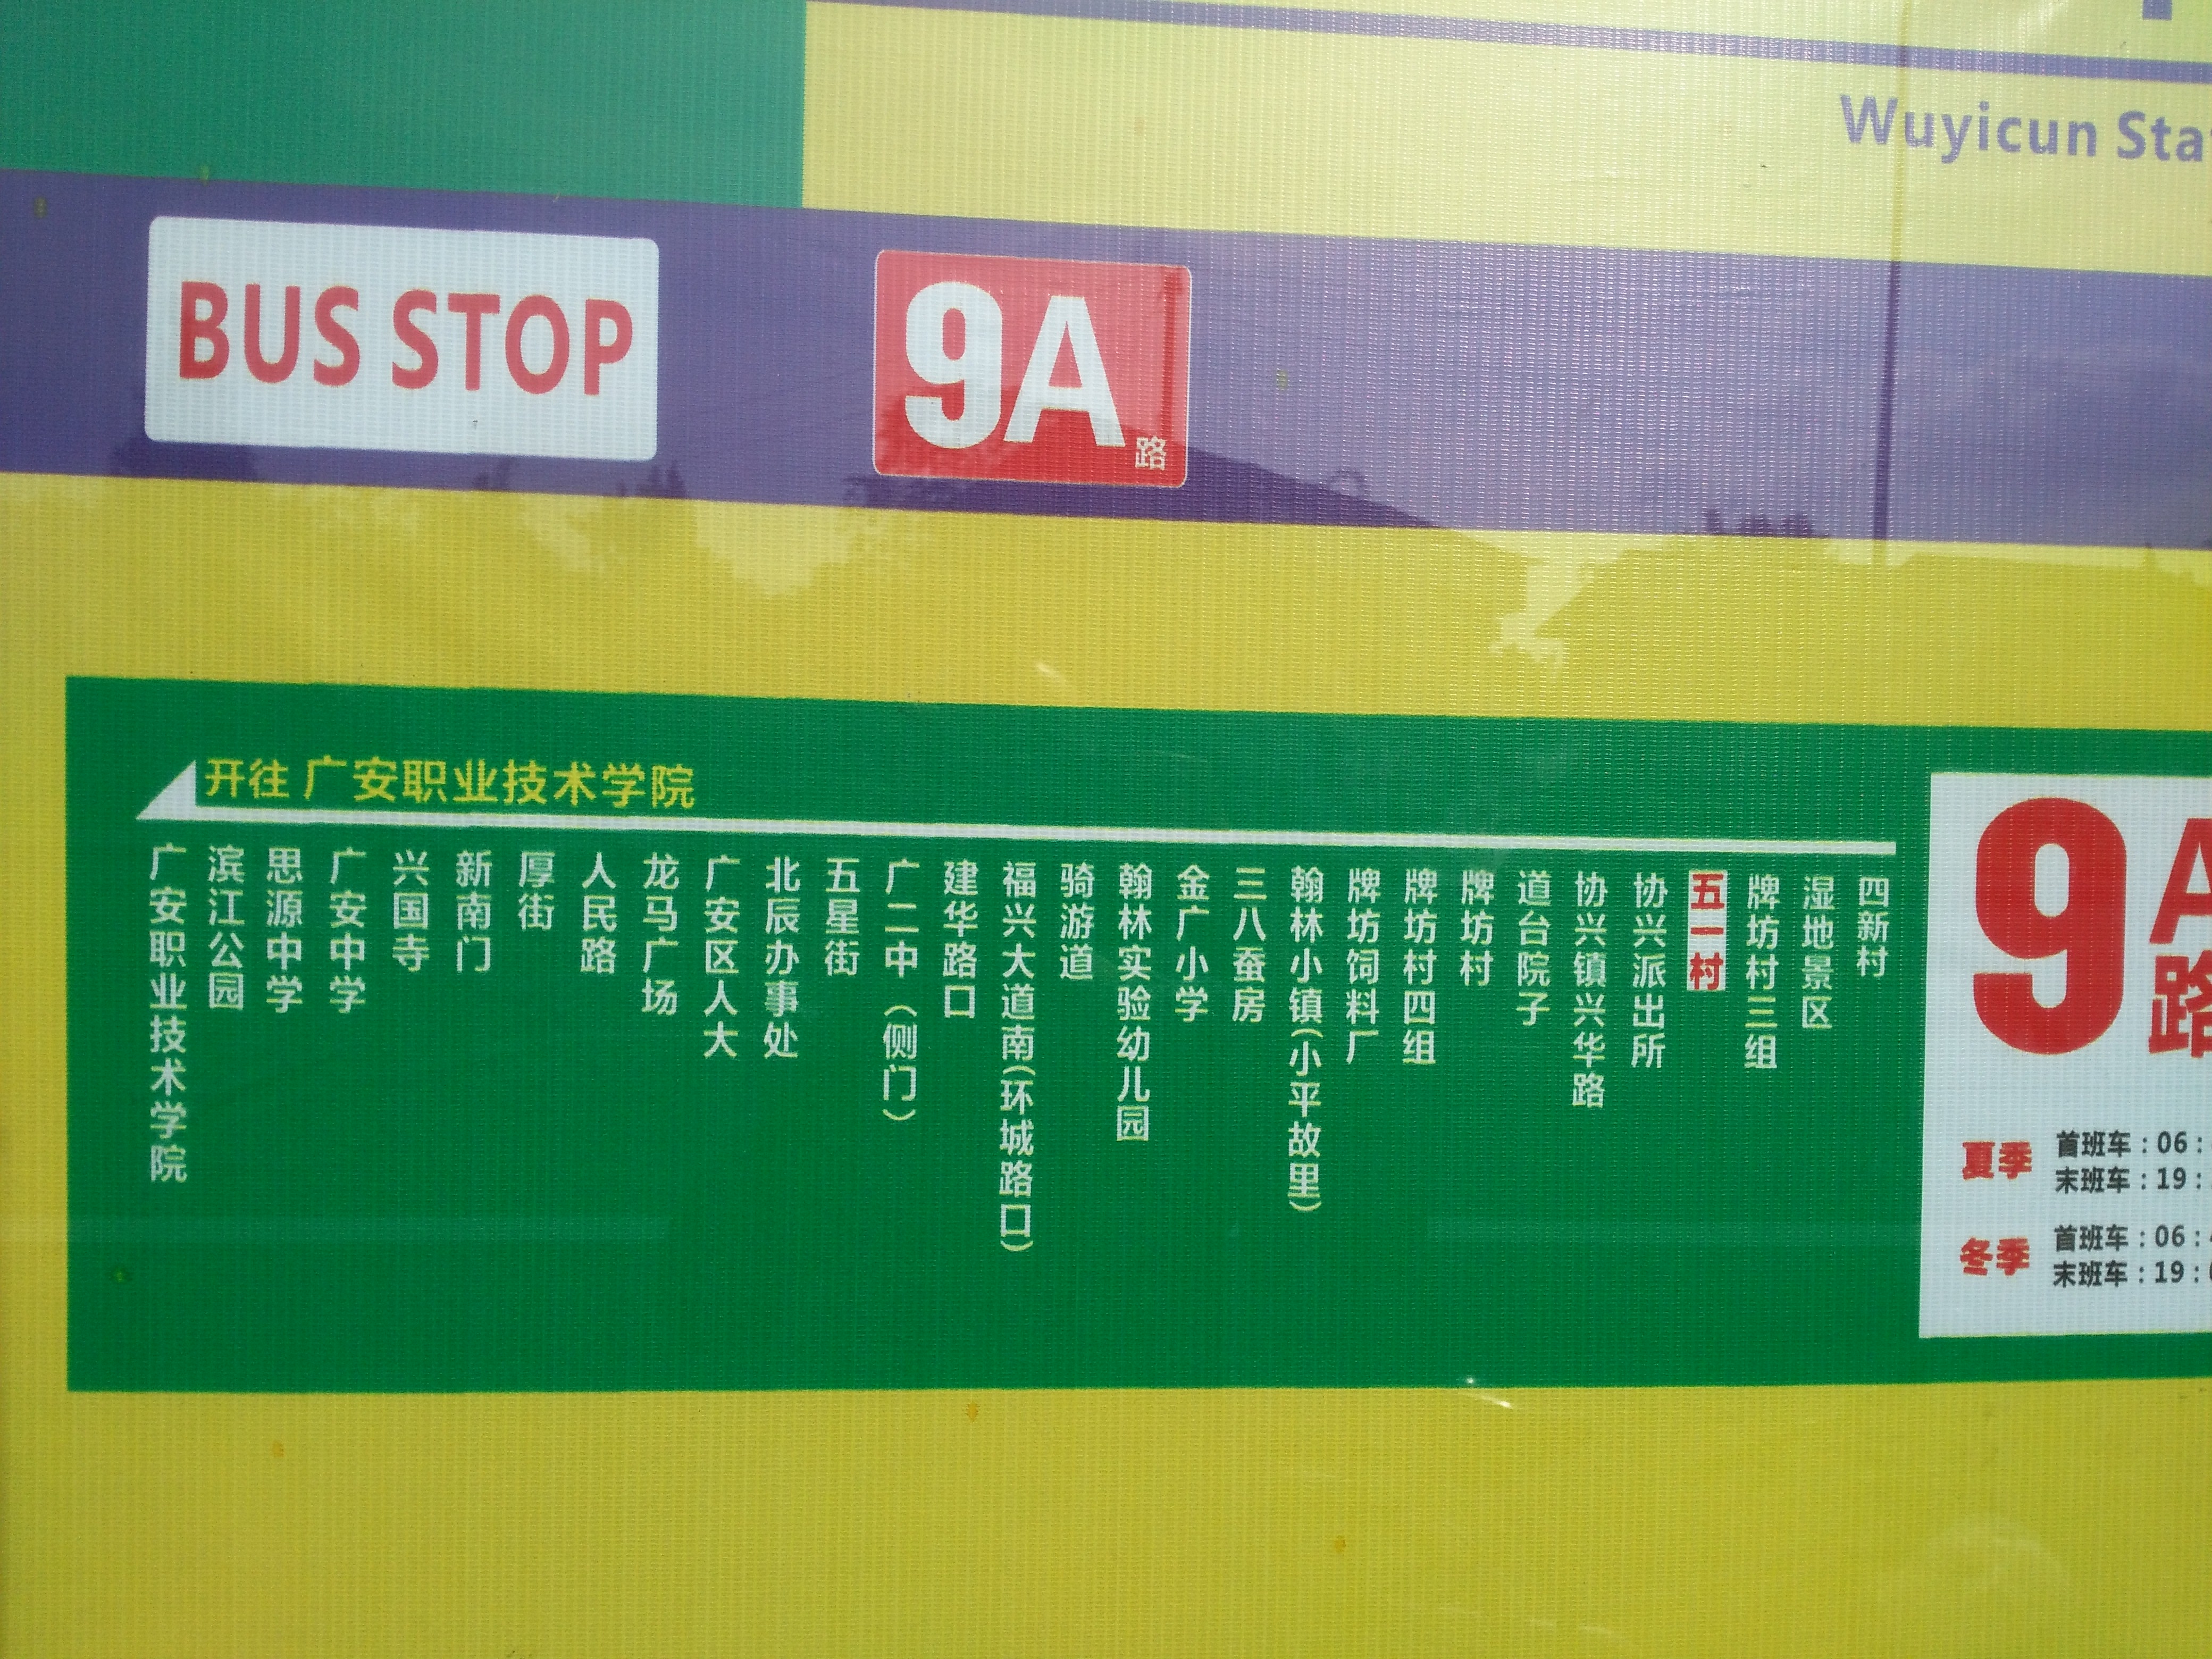 Wuyicun
BUS STOP
9A路
开往 广安职业技术学院
广安职业技术学院
滨江公园
思源中学
广安中学
兴国寺
新南门
厚街
人民路
龙马广场
广安区人大
北辰办事处
五星街
广二中（侧门）
建华路口
福兴大道南(环城路口)
骑游道
翰林实验幼儿园
金广小学
三八蚕房
翰林小镇(小平故里)
牌坊饲料厂
牌坊村四组
牌坊村
道台院子
协兴镇兴华路
协兴派出所
五一村
牌坊村三组
湿地景区
四新村
9A
路
夏季
首班车：06：
末班车：19：
冬季
首班车：06：
末班车：19：